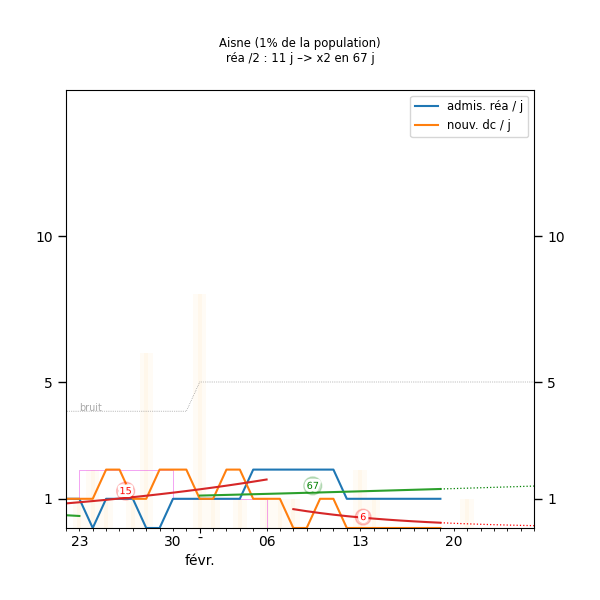 Aisne (1% de la population)
réa /2 : 11 j –> x2 en 67 j
admis. réa / j
nouv. dc / j
10 10
5 5
bruit
15 67
1 1
6
23 30 - 06 13 20
févr.